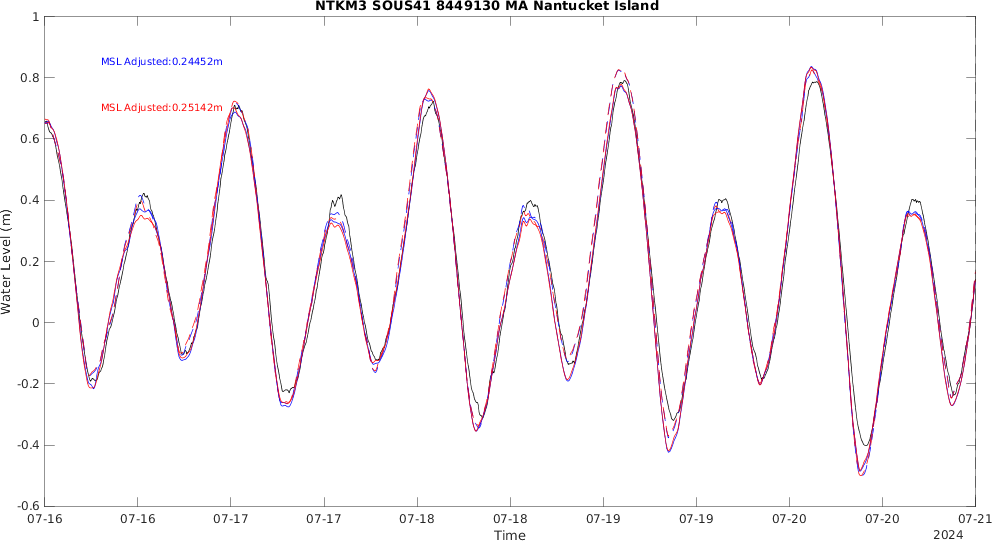 NTKM3 SOUS41 8449130 MA Nantucket Island
MSL Adjusted:0.24452m
MSL Adjusted:0.25142m
Water Level (m)
1
0.8
0.6
0.4
0.2
0
-0.2
-0.4
-0.6
07-16 07-16 07-17 07-17 07-18 07-18 07-19 07-19 07-20 07-20 07-21
Time
2024